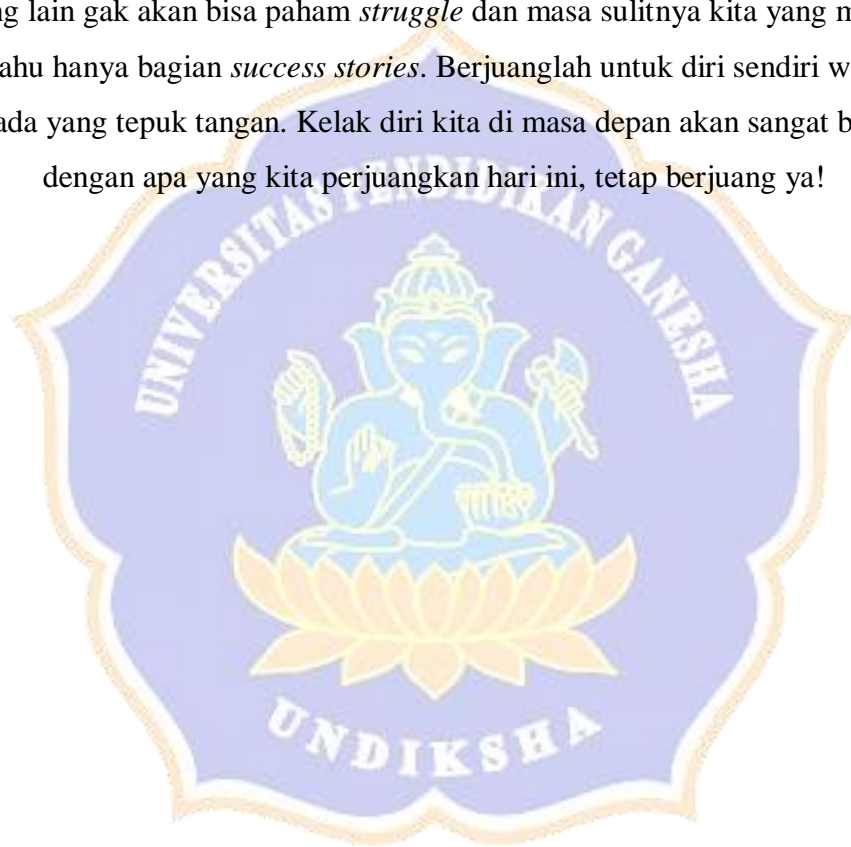 lain gak akan bisa paham struggle dan masa sulitnya kita yang
hanya bagian success stories. Berjuanglah untuk diri sendiri
ada yang tepuk tangan. Kelak diri kita di masa depan akan sangat
dengan apa yang kita perjuangkan hari ini, tetap berjuang ya!
UNIVERSITAS PENDIDIKAN GANESHA
UNDIKSHA